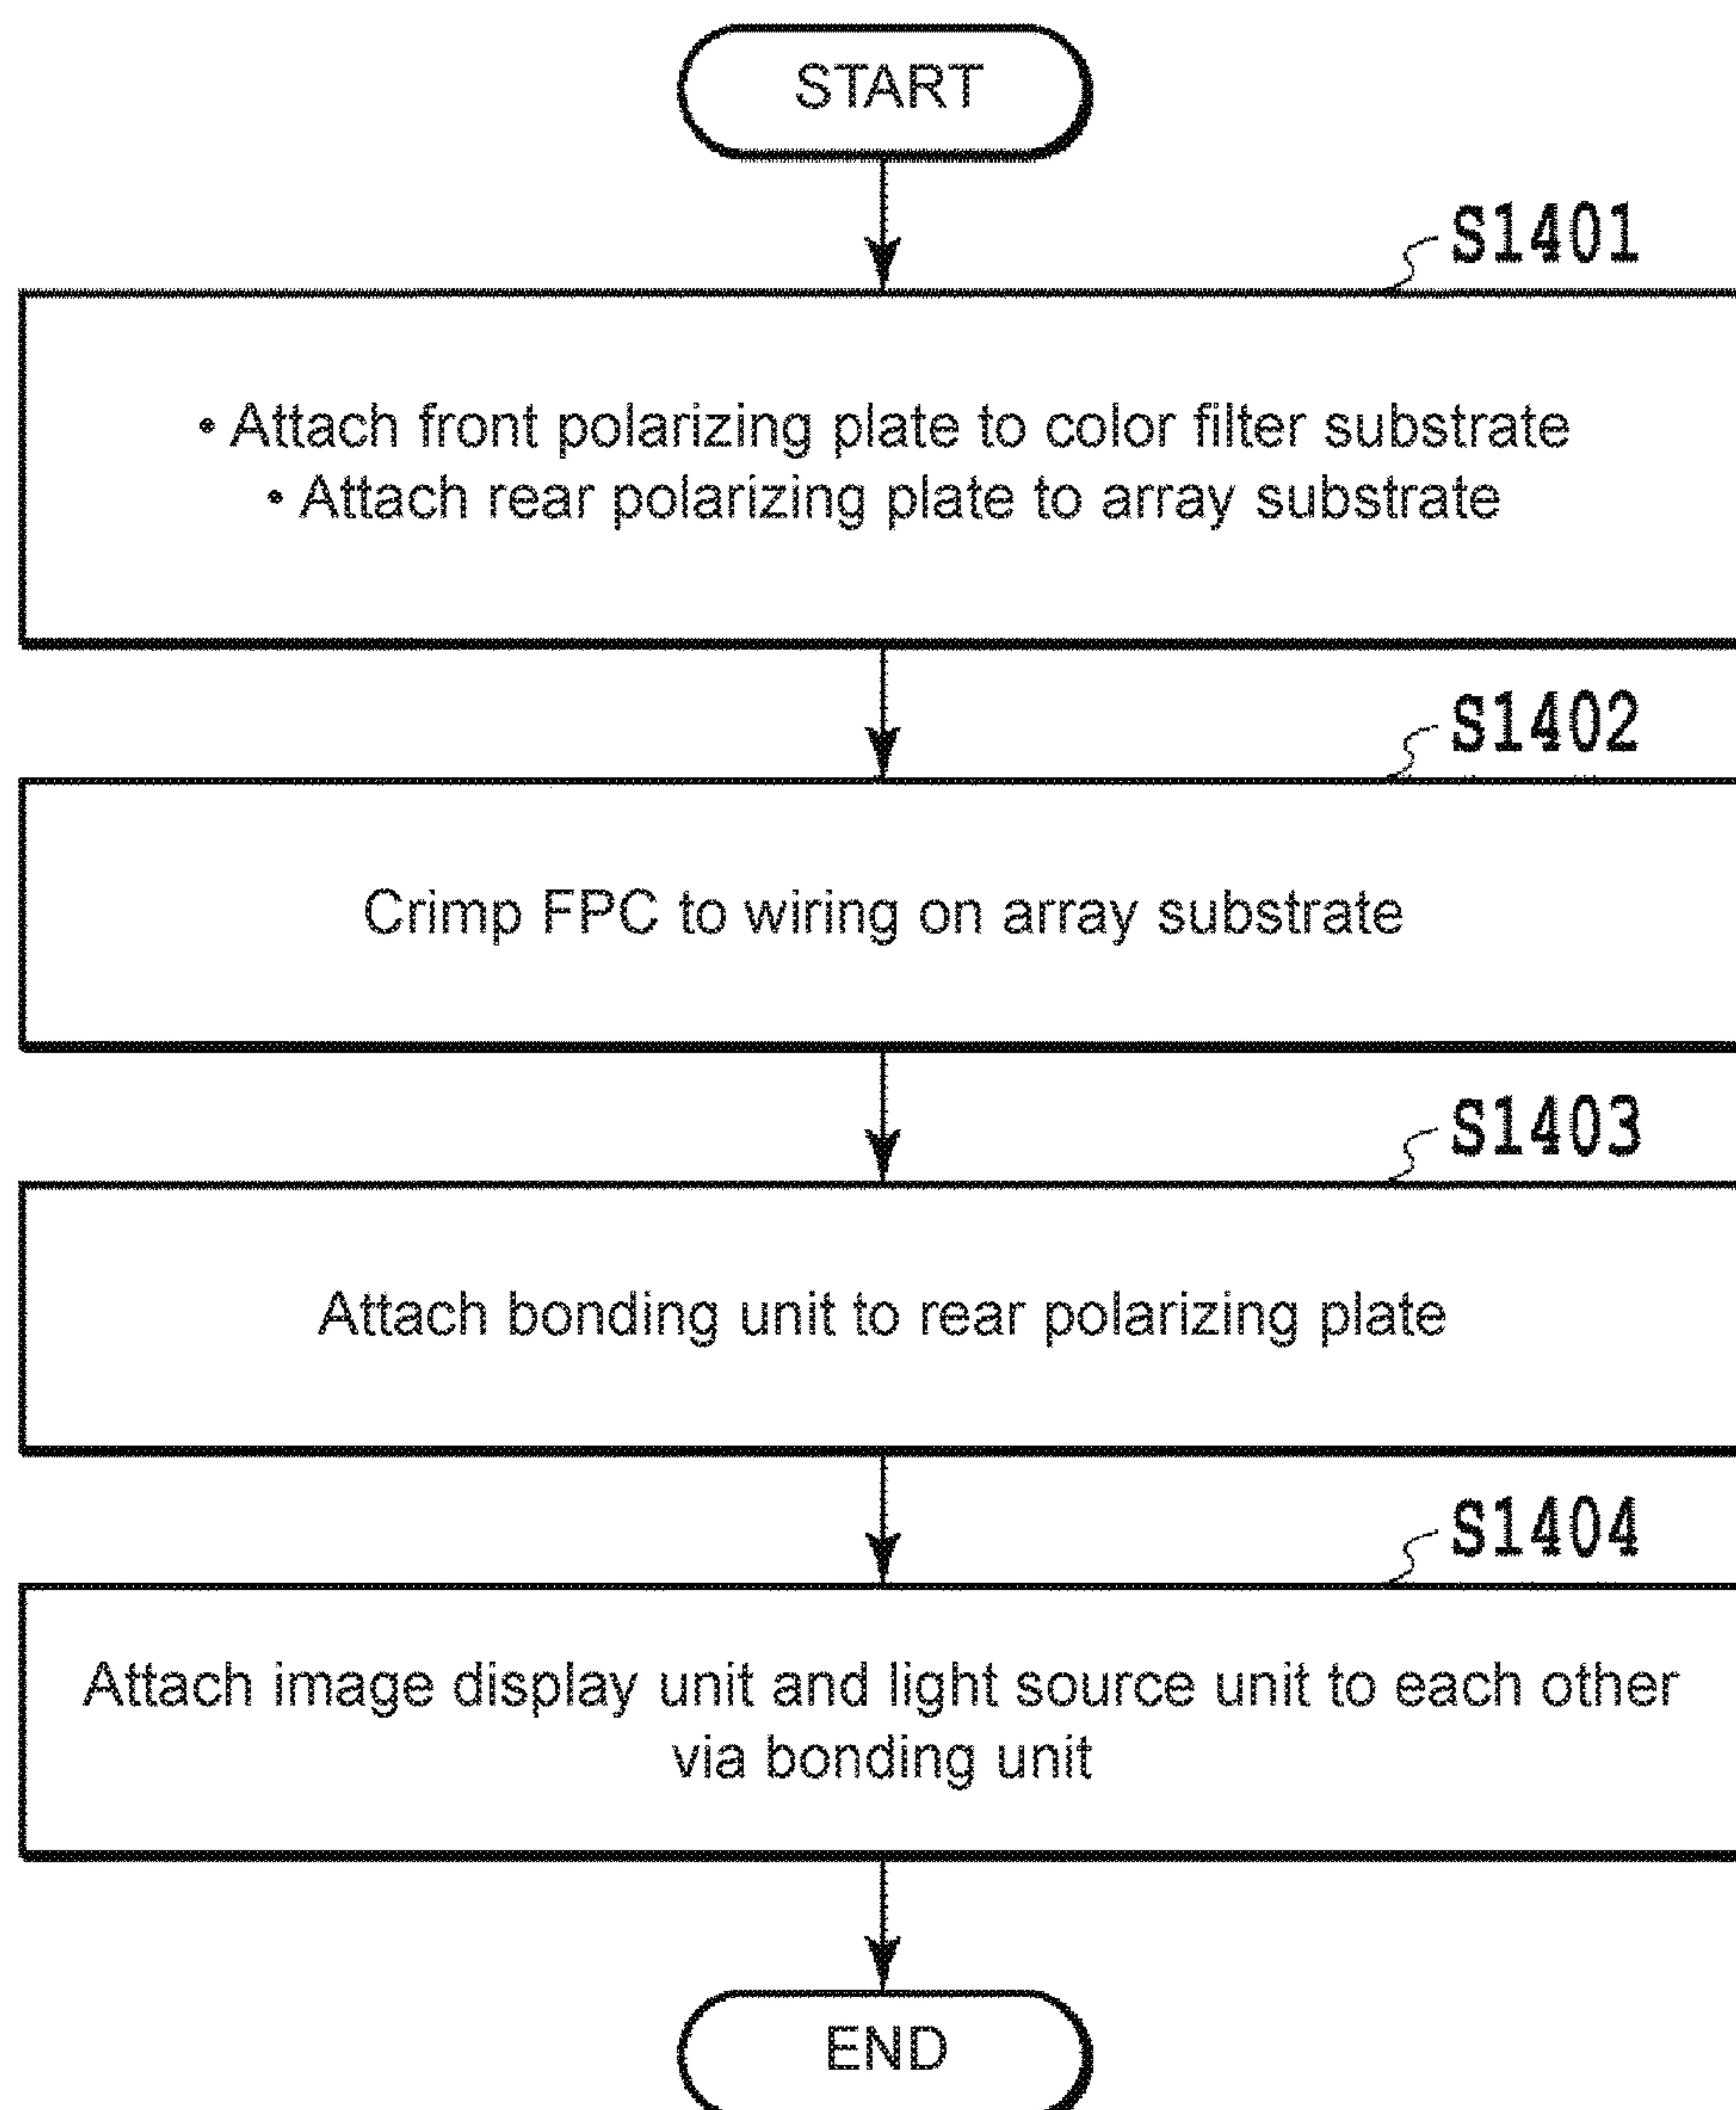 START
S1401
• Attach front polarizing plate to color filter substrate
• Attach rear polarizing plate to array substrate
S1402
Crimp FPC to wiring on array substrate
S1403
Attach bonding unit to rear polarizing plate
S1404
Attach image display unit and light source unit to each other
via bonding unit
END